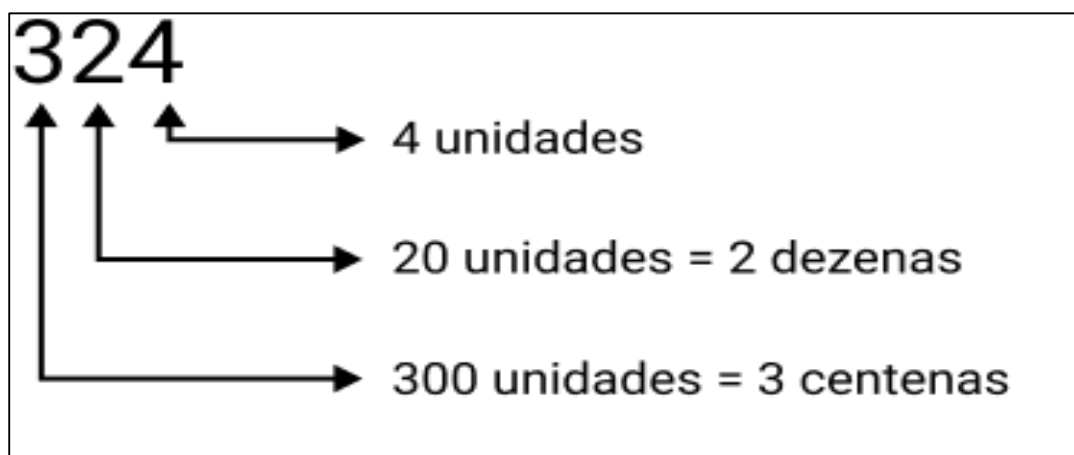 324
4 unidades
20 unidades = 2 dezenas
300 unidades = 3 centenas